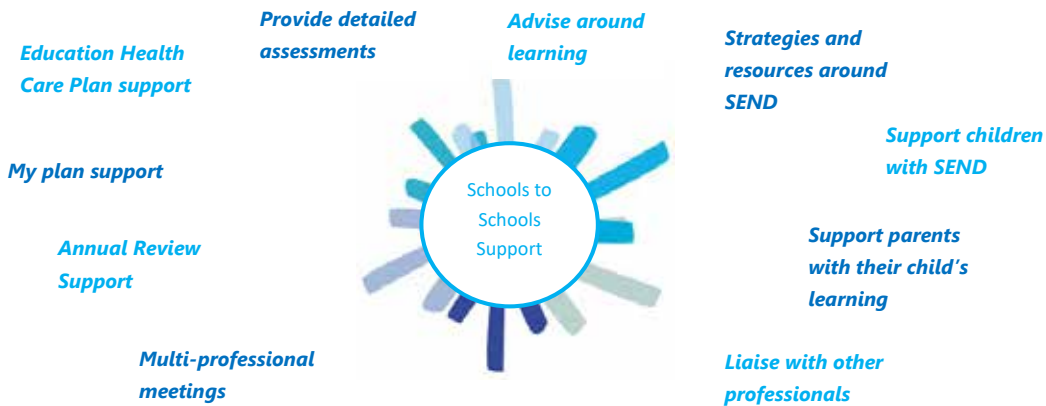 Provide detailed
assessments
Advise around
learning
Education Health
Care Plan support
Strategies and
resources around
SEND
Support children
with SEND
My plan support
Schools to
Schools
Support
Annual Review
Support
Support parents
with their child's
learning
Multi-professional
meetings
Liaise with other
professionals